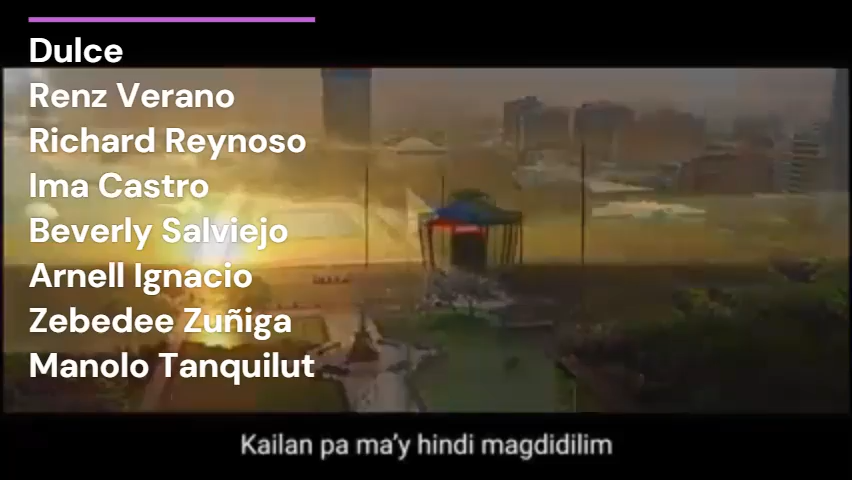 Dulce
Renz Verano
Richard Reynoso
Ima Castro
Beverly Salviejo
Arnell Ignacio
Zebedee Zuñiga
Manolo Tanquilut
Kailan pa ma’y hindi magdidilim